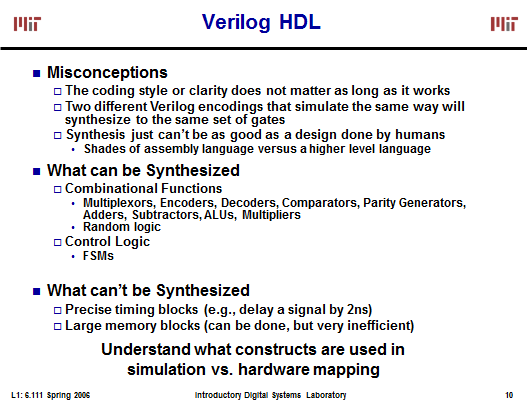 MIT
Verilog HDL
MIT
Misconceptions
The coding style or clarity does not matter as long as it works
Two different Verilog encodings that simulate the same way will
synthesize to the same set of gates
Synthesis just can't be as good as a design done by humans
Shades of assembly language versus a higher level language
What can be Synthesized
Combinational Functions
Multiplexors, Encoders, Decoders, Comparators, Parity Generators,
Adders, Subtractors, ALUs, Multipliers
Random logic
Control Logic
FSMs
What can't be Synthesized
Precise timing blocks (e.g., delay a signal by 2ns)
Large memory blocks (can be done, but very inefficient)
Understand what constructs are used in
simulation vs. hardware mapping
L1: 6.111 Spring 2006 Introductory Digital Systems Laboratory 10